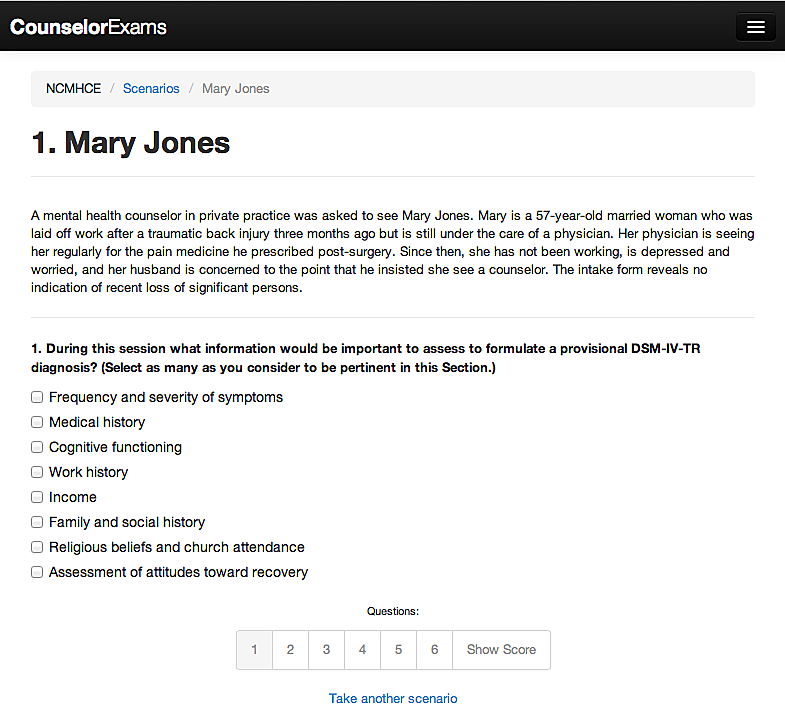 CounselorExams
NCMHCE / Scenarios / Mary Jones
1. Mary Jones
A mental health counselor in private practice was asked to see Mary Jones. Mary is a 57-year-old married woman who was
laid off work after a traumatic back injury three months ago but is still under the care of a physician. Her physician is seeing
her regularly for the pain medicine he prescribed post-surgery. Since then, she has not been working, is depressed and
worried, and her husband is concerned to the point that he insisted she see a counselor. The intake form reveals no
indication of recent loss of significant persons.
1. During this session what information would be important to assess to formulate a provisional DSM-IV-TR
diagnosis? (Select as many as you consider to be pertinent in this Section.)
Frequency and severity of symptoms
Medical history
Cognitive functioning
Work history
Income
Family and social history
Religious beliefs and church attendance
Assessment of attitudes toward recovery
Questions:
1 2 3 4 5 6 Show Score
Take another scenario